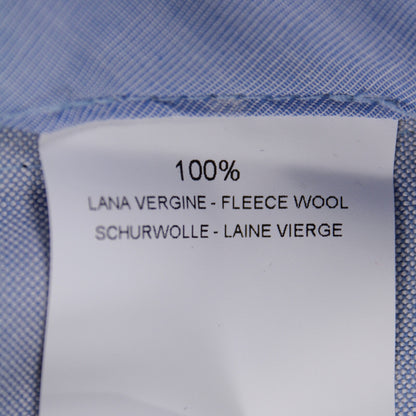 100%
LANA VERGINE - FLEECE WOOL
SCHURWOLLE - LAINE VIERGE